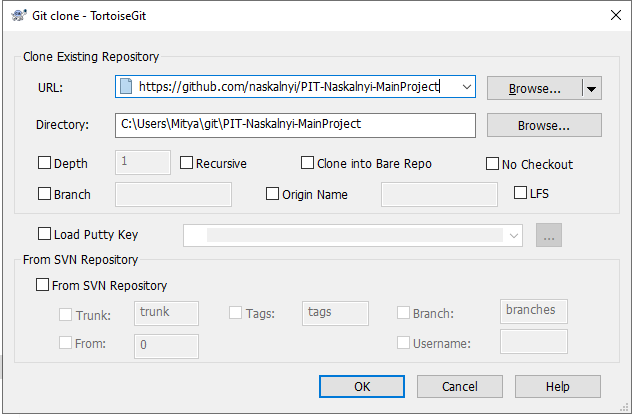 Git clone - TortoiseGit
Clone Existing Repository
URL: https://github.com/naskalnyi/PIT-Naskalnyi-MainProject Browse...
Directory: C:\Users\Mitya\git\PIT-Naskalnyi-MainProject Browse...
Depth 1 Recursive Clone into Bare Repo No Checkout
Branch Origin Name LFS
Load Putty Key ...
From SVN Repository
From SVN Repository
Trunk: trunk Tags: tags Branch: branches
From: 0 Username:
OK Cancel Help